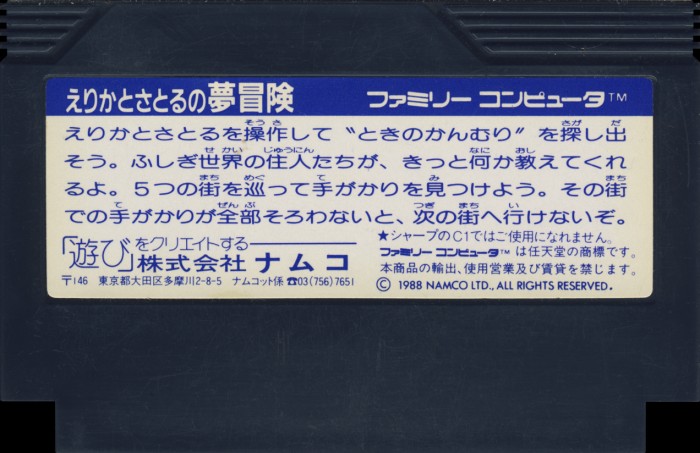 えりかとさとるの夢冒険 ファミリー コンピュータ™
えりかとさとるを操作して〝ときのかんむり〟を探し出
そう。ふしぎ世界の住人たちが、きっと何か教えてくれ
るよ。5つの街を巡って手がかりを見つけよう。その街
での手がかりが全部そろわないと、次の街へ行けないぞ。
「遊び」をクリエイトする
株式会社 ナムコ
〒146 東京都大田区多摩川2-8-5 ナムコット係 ☎03(756)7651
★シャープのC1ではご使用になれません。
ファミリー コンピュータ™は任天堂の商標です。
本商品の輸出、使用営業及び賃貸を禁じます。
© 1988 NAMCO LTD., ALL RIGHTS RESERVED.